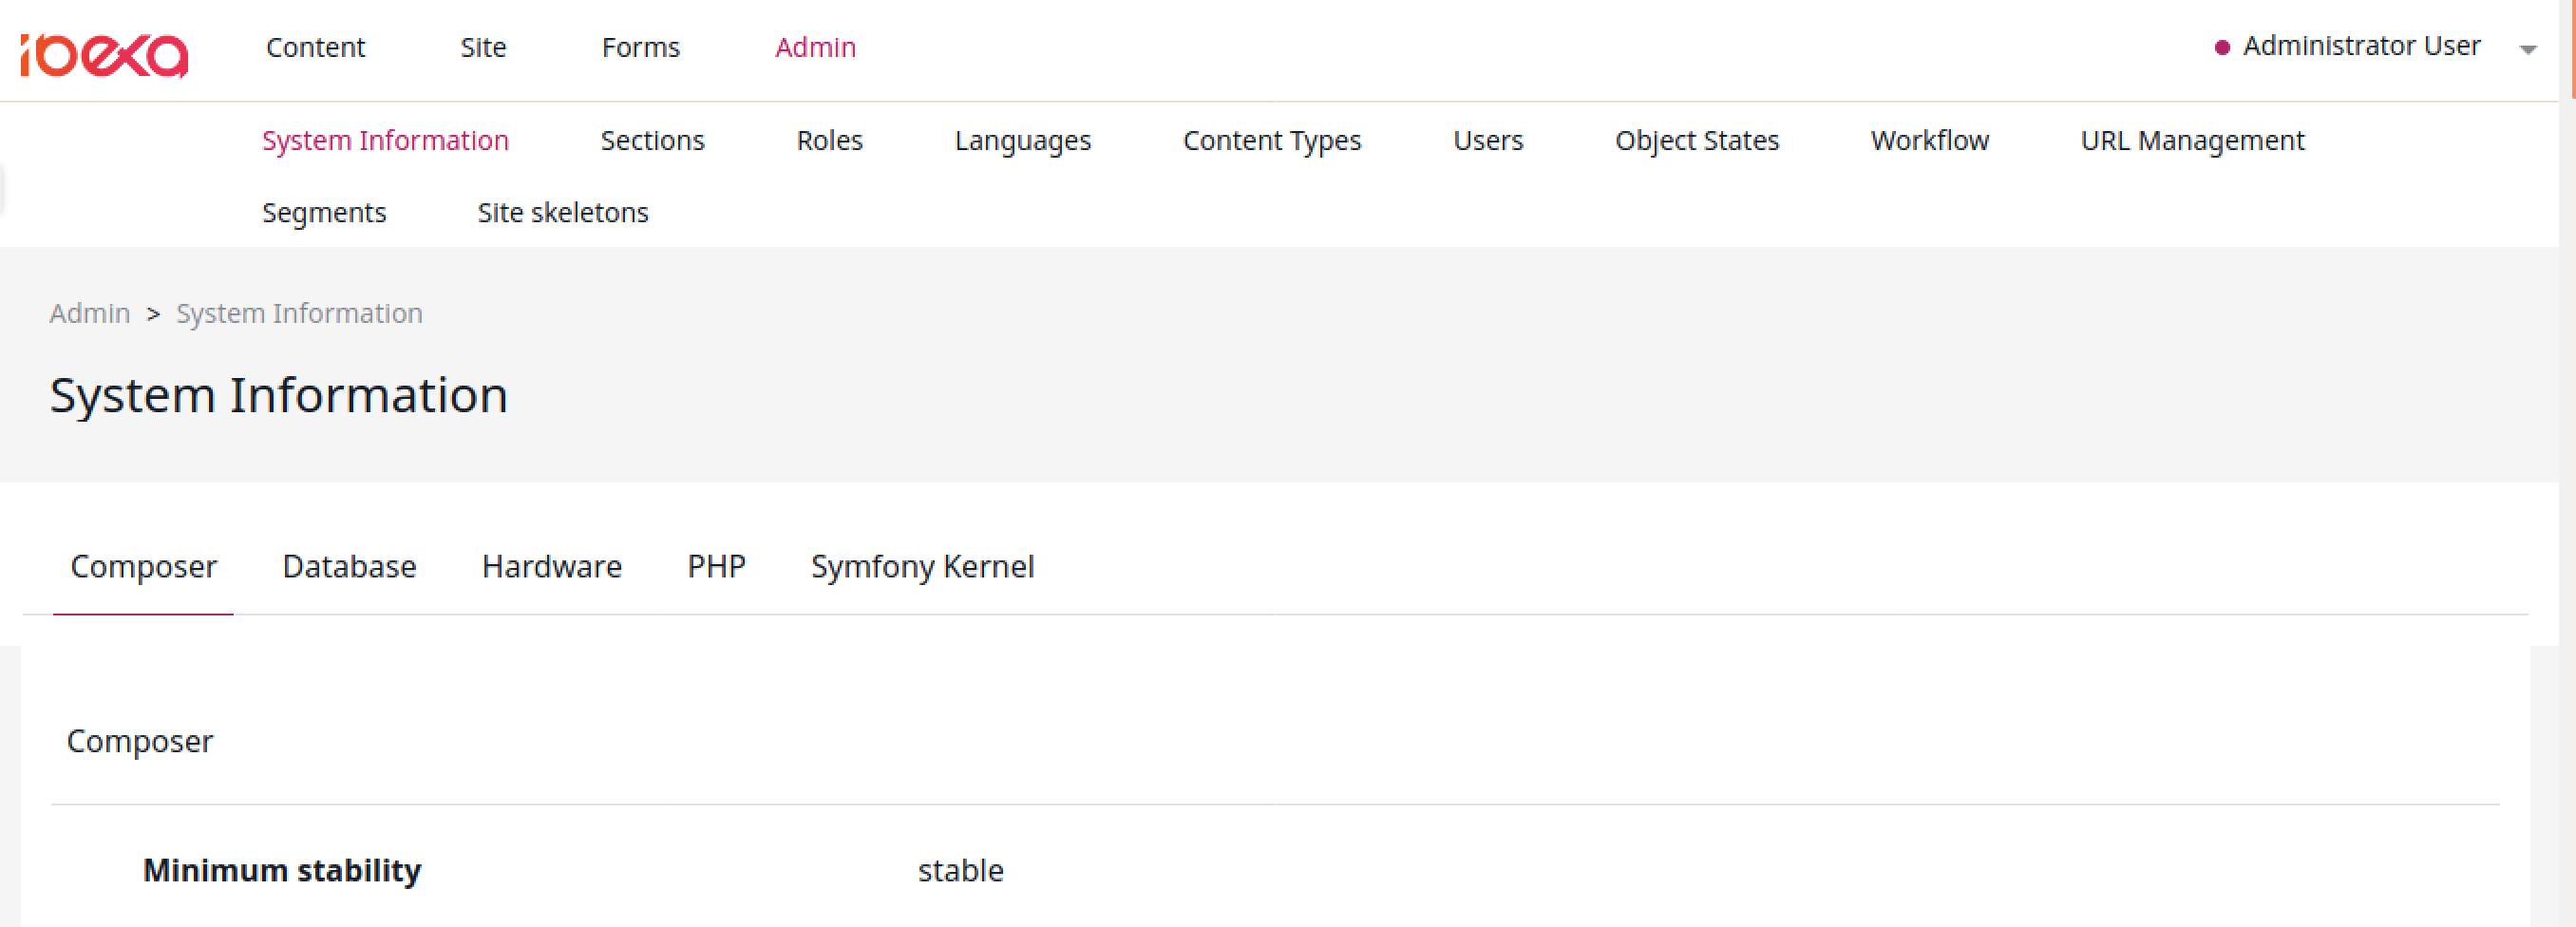 ibexa Content Site Forms Admin Administrator User
System Information Sections Roles Languages Content Types Users Object States Workflow URL Management
Segments Site skeletons
Admin > System Information
System Information
Composer Database Hardware PHP Symfony Kernel
Composer
Minimum stability stable